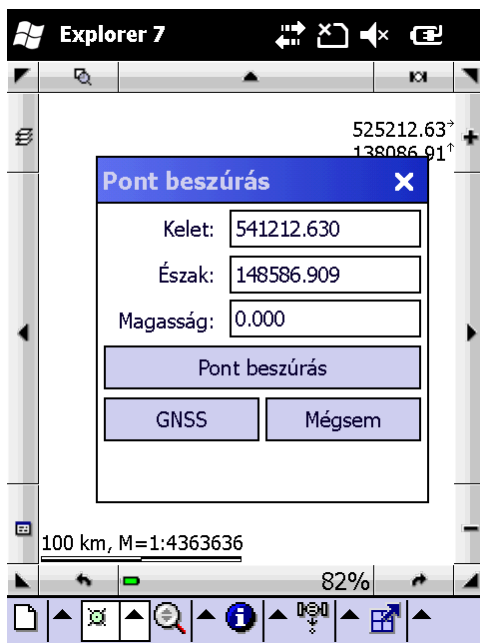 Explorer 7
525212.63
138086.91
Pont beszúrás
Kelet: 541212.630
Észak: 148586.909
Magasság: 0.000
Pont beszúrás
GNSS Mégsem
100 km, M=1:4363636
82%